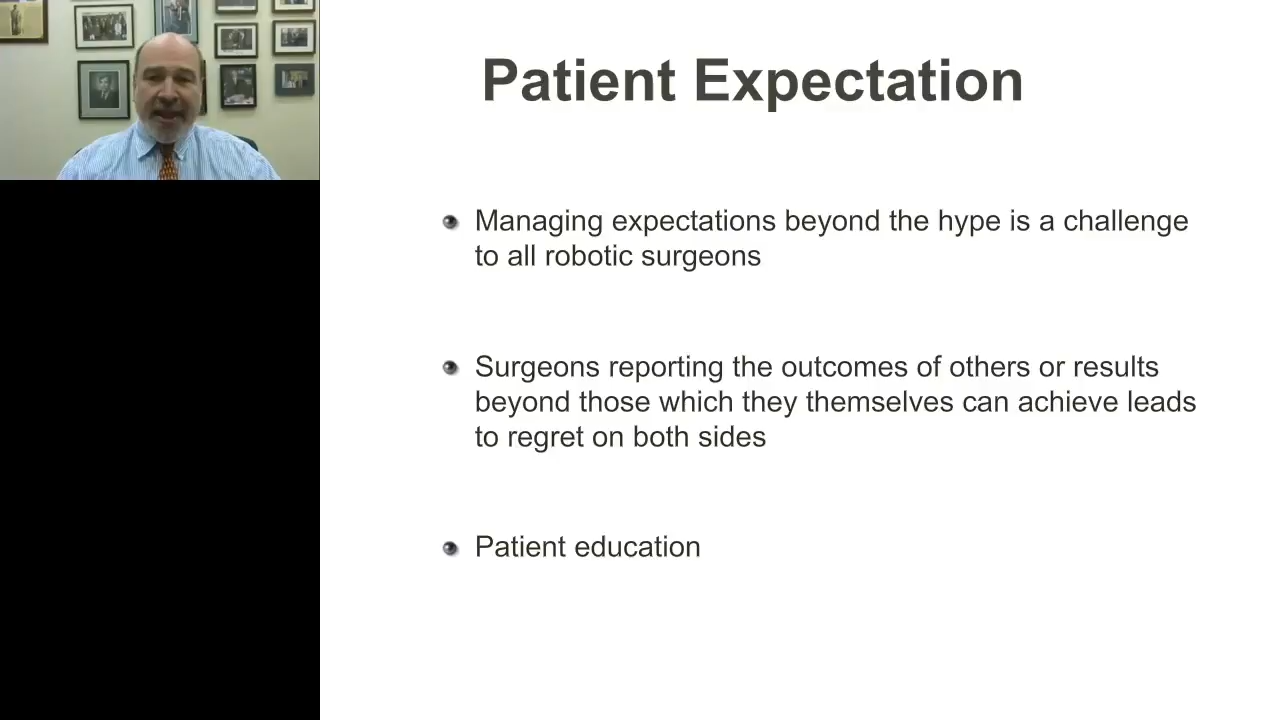 Patient Expectation
Managing expectations beyond the hype is a challenge
to all robotic surgeons
Surgeons reporting the outcomes of others or results
beyond those which they themselves can achieve leads
to regret on both sides
Patient education